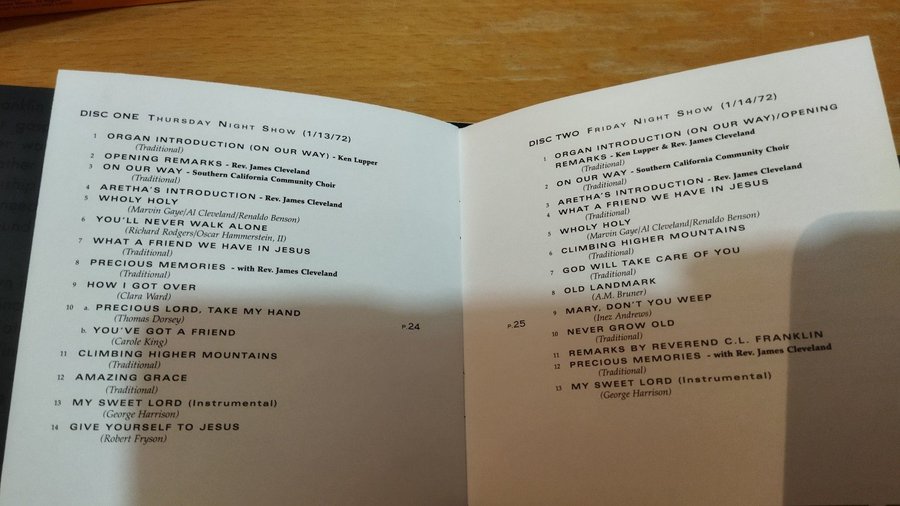 DISC ONE THURSDAY NIGHT SHOW (1/13/72)
1 ORGAN INTRODUCTION (ON OUR WAY) - Ken Lupper
(Traditional)
2 OPENING REMARKS - Rev. James Cleveland
3 ON OUR WAY - Southern California Community Choir
(Traditional)
4 ARETHA'S INTRODUCTION - Rev. James Cleveland
5 WHOLY HOLY
(Marvin Gaye/Al Cleveland/Renaldo Benson)
6 YOU'LL NEVER WALK ALONE
(Richard Rodgers/Oscar Hammerstein, II)
7 WHAT A FRIEND WE HAVE IN JESUS
(Traditional)
8 PRECIOUS MEMORIES - with Rev. James Cleveland
(Traditional)
9 HOW I GOT OVER
(Clara Ward)
10 a. PRECIOUS LORD, TAKE MY HAND
(Thomas Dorsey)
b. YOU'VE GOT A FRIEND
(Carole King)
11 CLIMBING HIGHER MOUNTAINS
(Traditional)
12 AMAZING GRACE
(Traditional)
13 MY SWEET LORD (Instrumental)
(George Harrison)
14 GIVE YOURSELF TO JESUS
(Robert Fryson)
P.24
DISC TWO FRIDAY NIGHT SHOW (1/14/72)
1 ORGAN INTRODUCTION (ON OUR WAY)/OPENING
REMARKS - Ken Lupper & Rev. James Cleveland
(Traditional)
2 ON OUR WAY - Southern California Community Choir
(Traditional)
3 ARETHA'S INTRODUCTION - Rev. James Cleveland
4 WHAT A FRIEND WE HAVE IN JESUS
(Traditional)
5 WHOLY HOLY
(Marvin Gaye/Al Cleveland/Renaldo Benson)
6 CLIMBING HIGHER MOUNTAINS
(Traditional)
7 GOD WILL TAKE CARE OF YOU
(Traditional)
8 OLD LANDMARK
(A.M. Bruner)
9 MARY, DON'T YOU WEEP
(Inez Andrews)
10 NEVER GROW OLD
(Traditional)
11 REMARKS BY REVEREND C.L. FRANKLIN
12 PRECIOUS MEMORIES - with Rev. James Cleveland
(Traditional)
13 MY SWEET LORD (Instrumental)
(George Harrison)
P.25